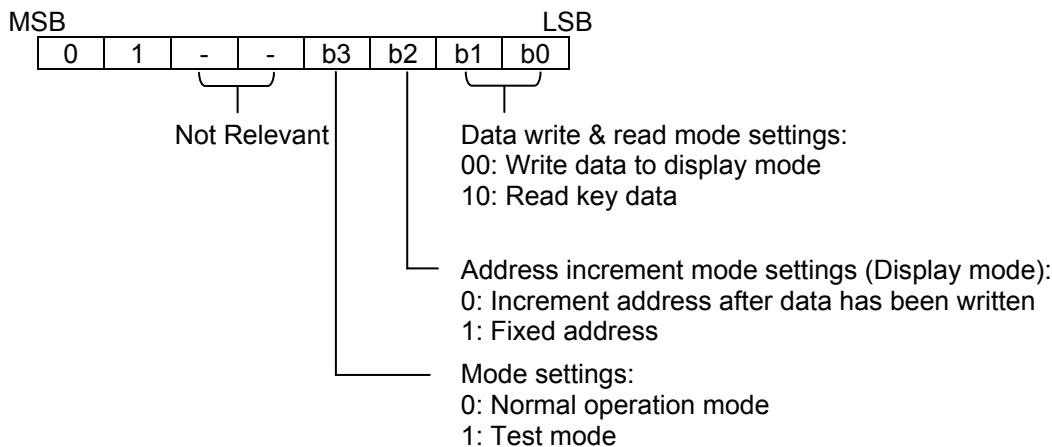 MSB LSB
0 1 - - b3 b2 b1 b0
Not Relevant
Data write & read mode settings:
00: Write data to display mode
10: Read key data
Address increment mode settings (Display mode):
0: Increment address after data has been written
1: Fixed address
Mode settings:
0: Normal operation mode
1: Test mode